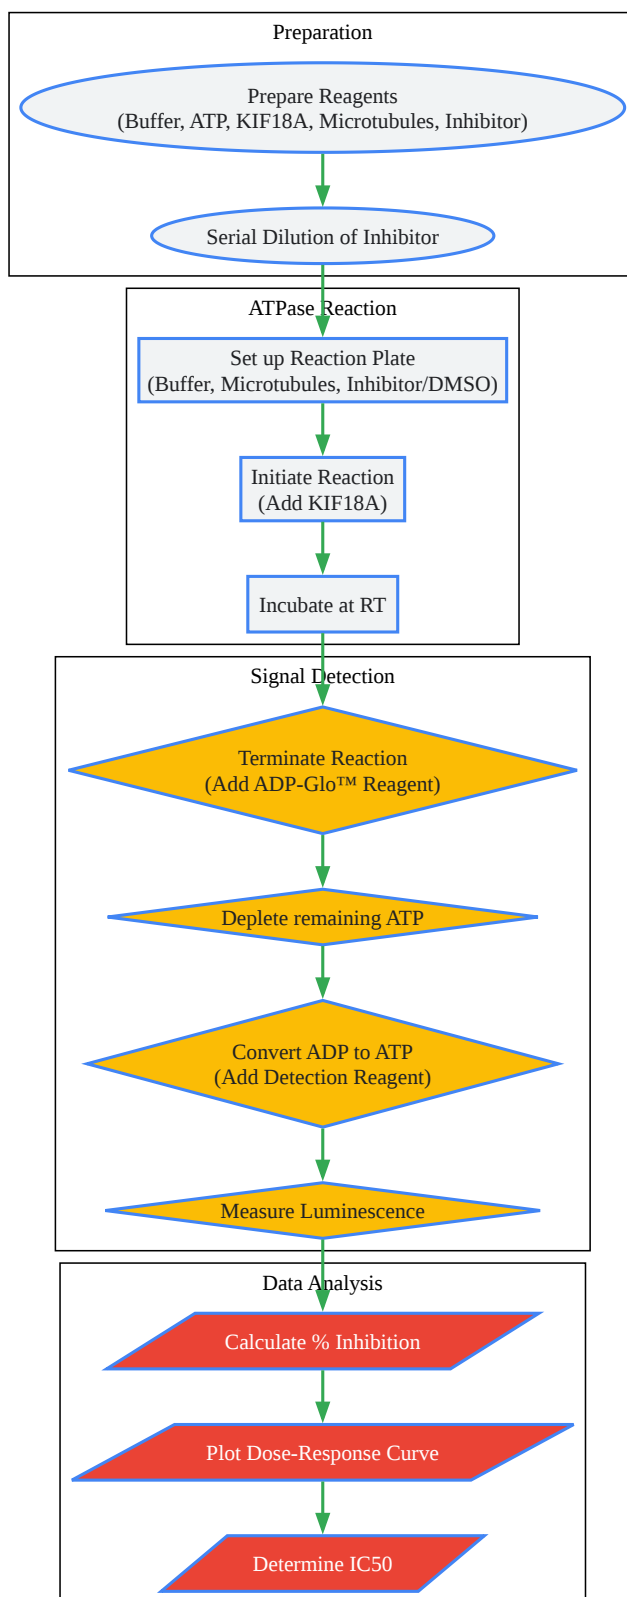 Preparation
Prepare Reagents
(Buffer, ATP, KIF18A, Microtubules, Inhibitor)
Serial Dilution of Inhibitor
ATPase Reaction
Set up Reaction Plate
(Buffer, Microtubules, Inhibitor/DMSO)
Initiate Reaction
(Add KIF18A)
Incubate at RT
Signal Detection
Terminate Reaction
(Add ADP-Glo™ Reagent)
Deplete remaining ATP
Convert ADP to ATP
(Add Detection Reagent)
Measure Luminescence
Data Analysis
Calculate % Inhibition
Plot Dose-Response Curve
Determine IC50